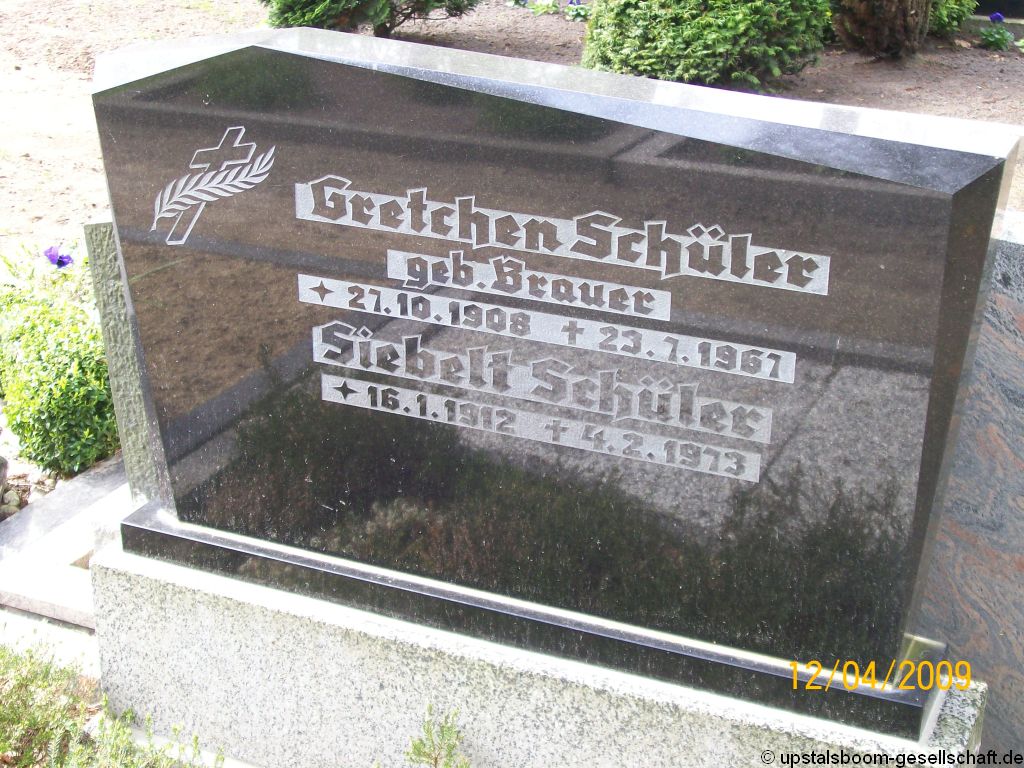 Gretchen Schüler
geb. Brauer
✦ 27.10.1908 ✝ 23.7.1967
Siebelt Schüler
✦ 16.1.1912 ✝ 4.2.1973
12/04/2009
© upstalsboom-gesellschaft.de